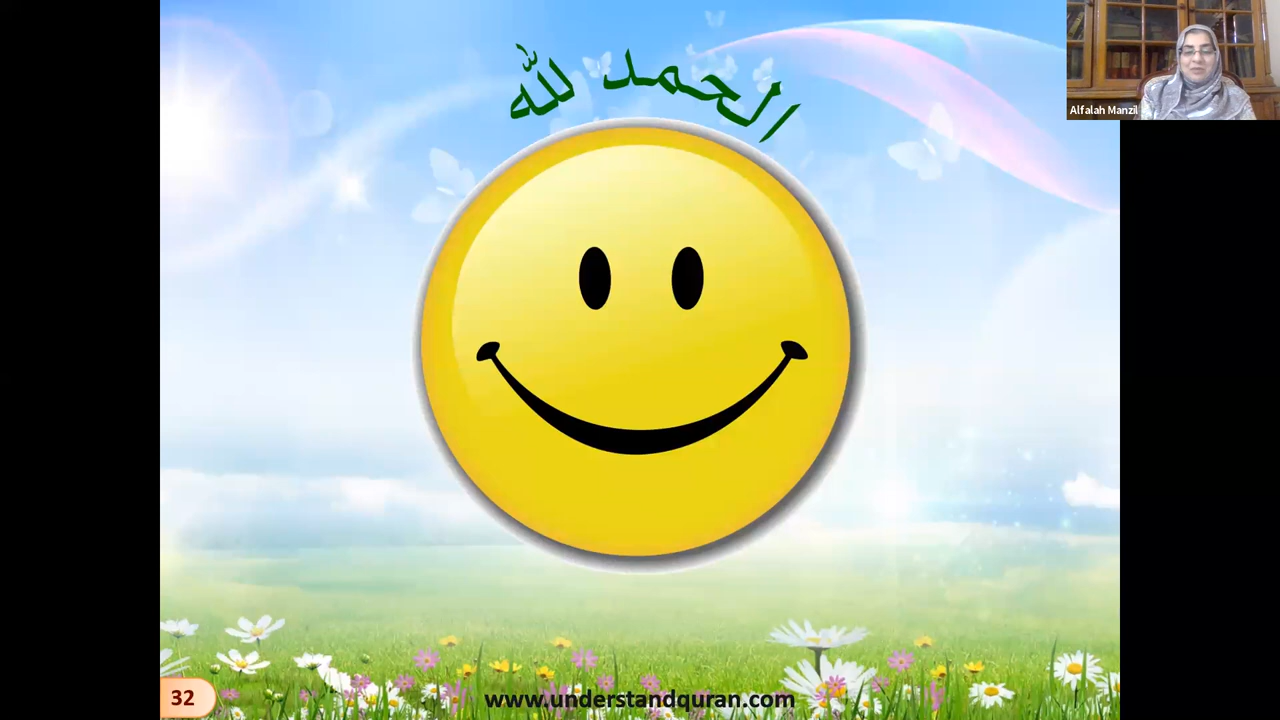 الحمد لله
Alfalah Manzil
32
www.understandquran.com